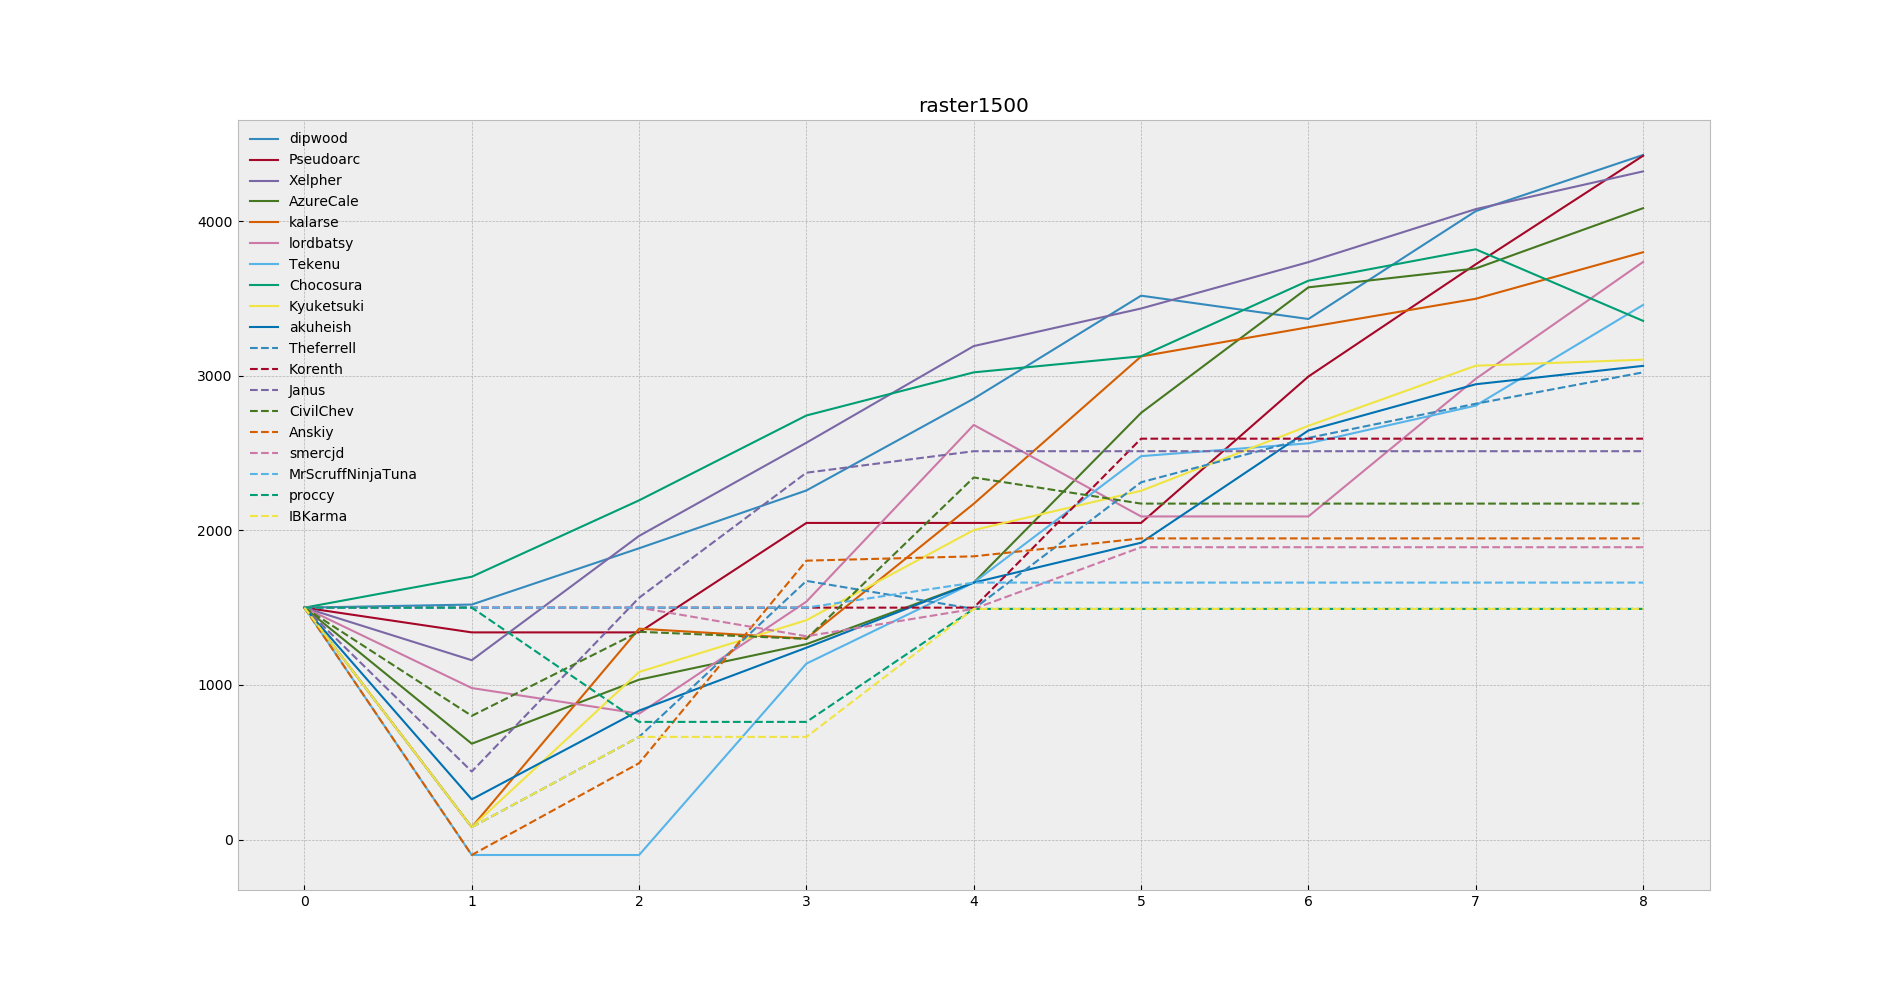 raster1500
dipwood
Pseudoarc
Xelpher
AzureCale
kalarse
lordbatsy
Tekenu
Chocosura
Kyuketsuki
akuheish
Theferrell
Korenth
Janus
CivilChev
Anskiy
smercjd
MrScruffNinjaTuna
proccy
IBKarma
4000
3000
2000
1000
0
0 1 2 3 4 5 6 7 8